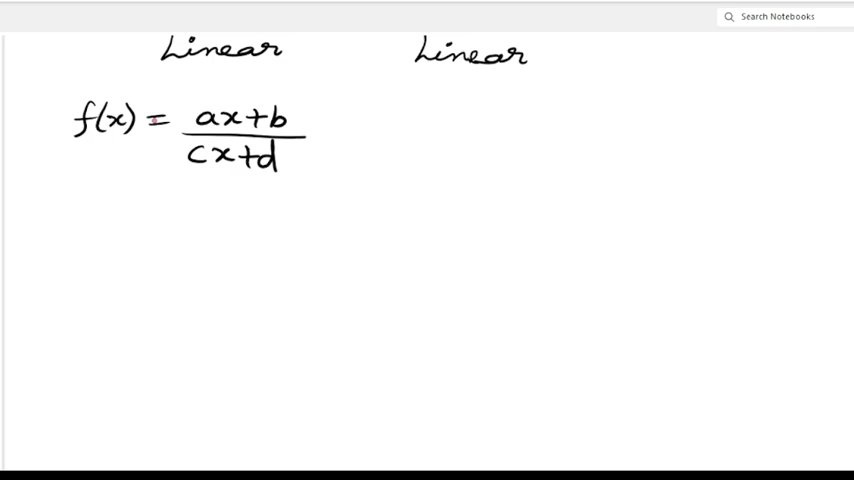 Search Notebooks
Linear Linear
f(x) = ax+b
cx+d